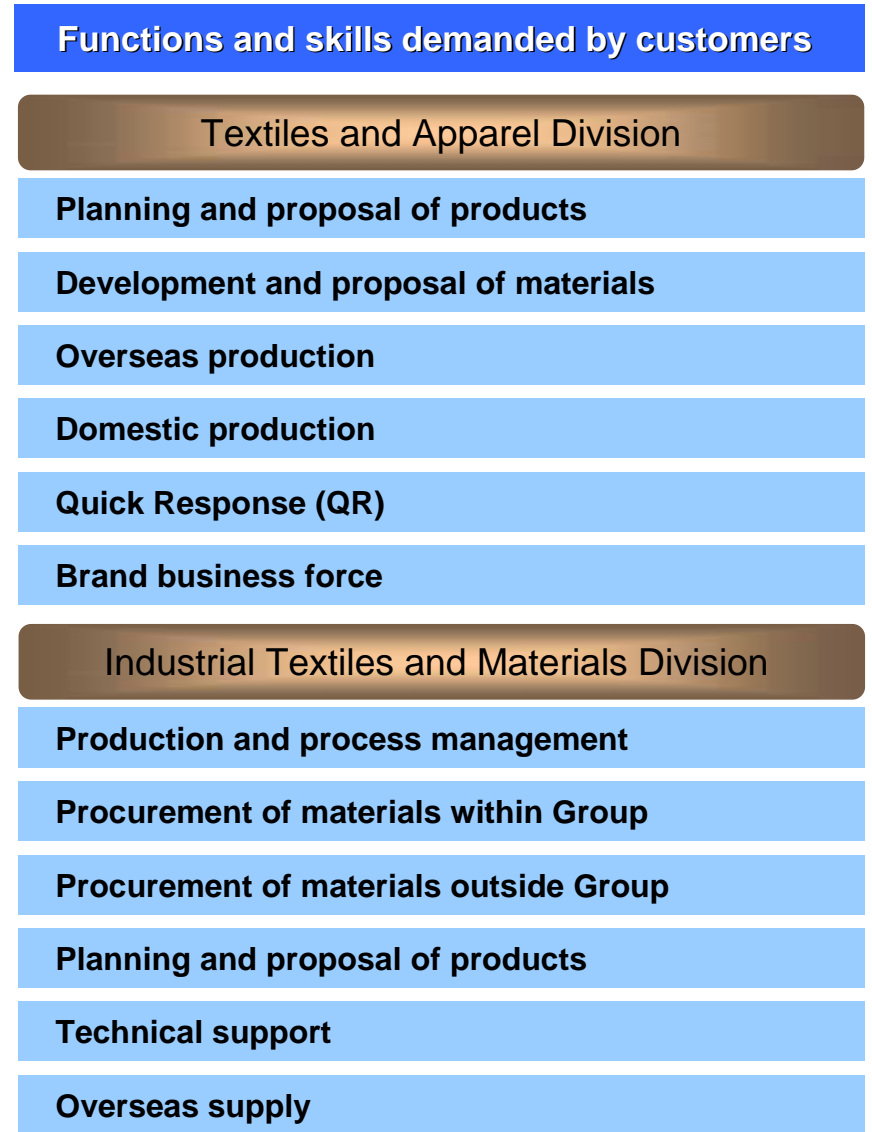 Functions and skills demanded by customers
Textiles and Apparel Division
Planning and proposal of products
Development and proposal of materials
Overseas production
Domestic production
Quick Response (QR)
Brand business force
Industrial Textiles and Materials Division
Production and process management
Procurement of materials within Group
Procurement of materials outside Group
Planning and proposal of products
Technical support
Overseas supply